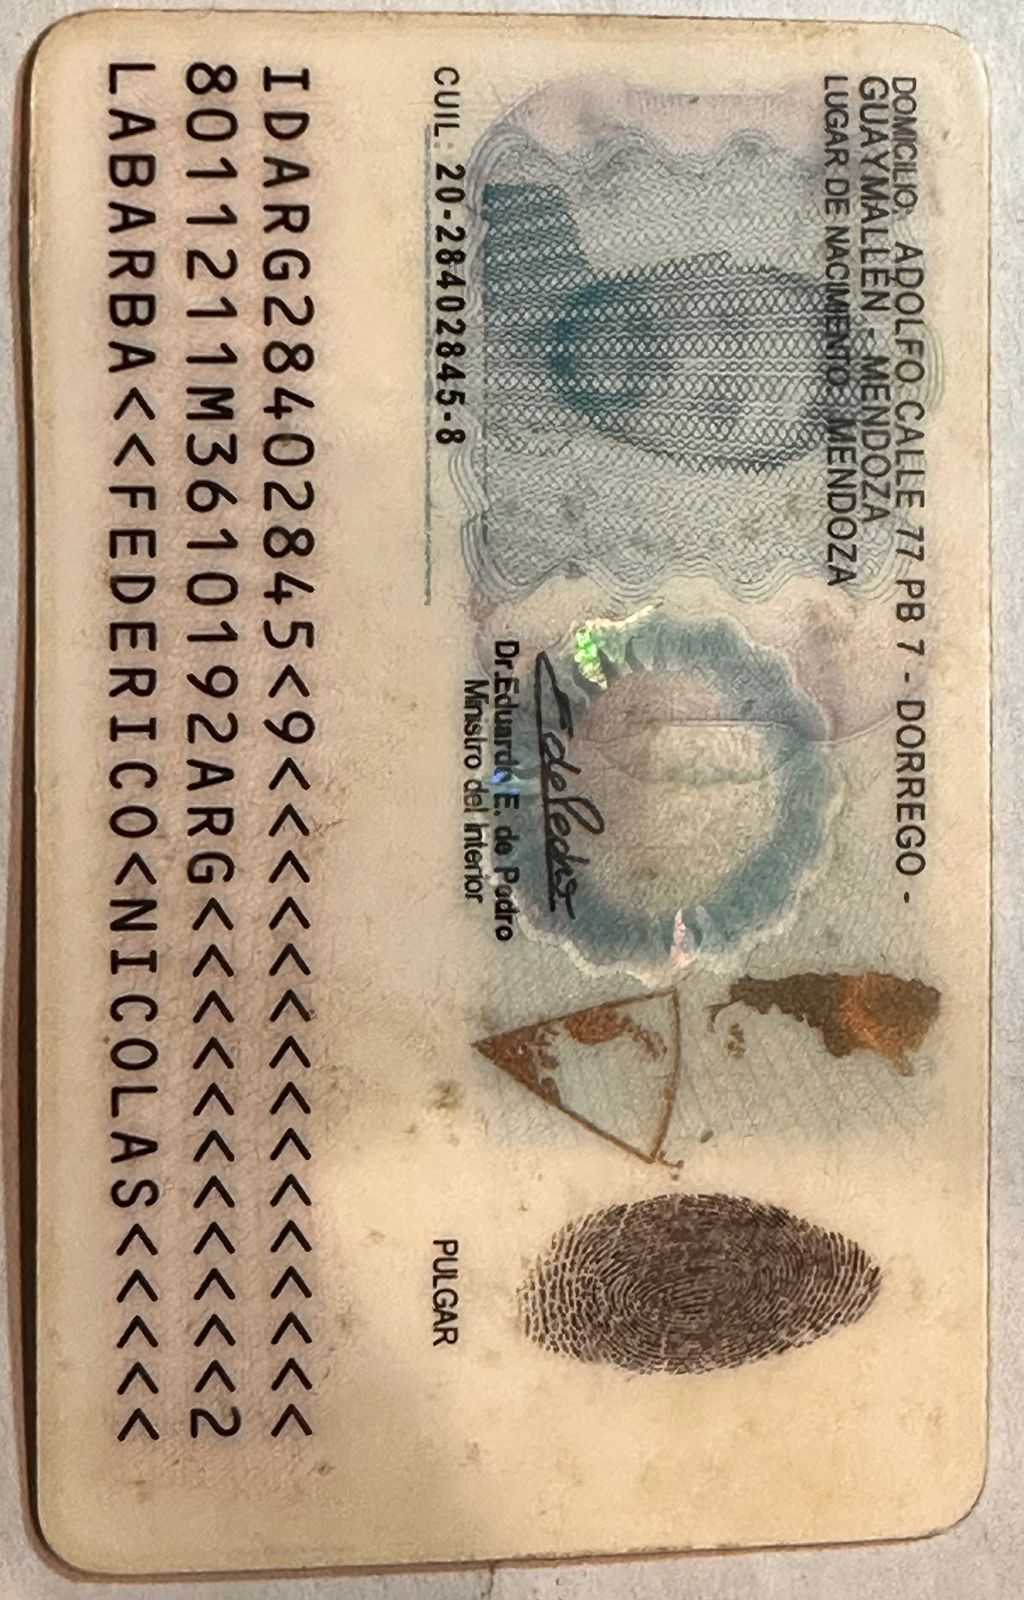 DOMICILIO: ADOLFO CALLE 77 PB 7 - DORREGO -
GUAYMALLÉN - MENDOZA
LUGAR DE NACIMIENTO: MENDOZA
Dr.Eduardo E. de Pedro
Ministro del Interior
CUIL: 20-28402845-8
PULGAR
IDARG28402845<9<<<<<<<<<<<<<<<
8011211M3610192ARG<<<<<<<<<<<2
LABARBA<<FEDERICO<NICOLAS<<<<<